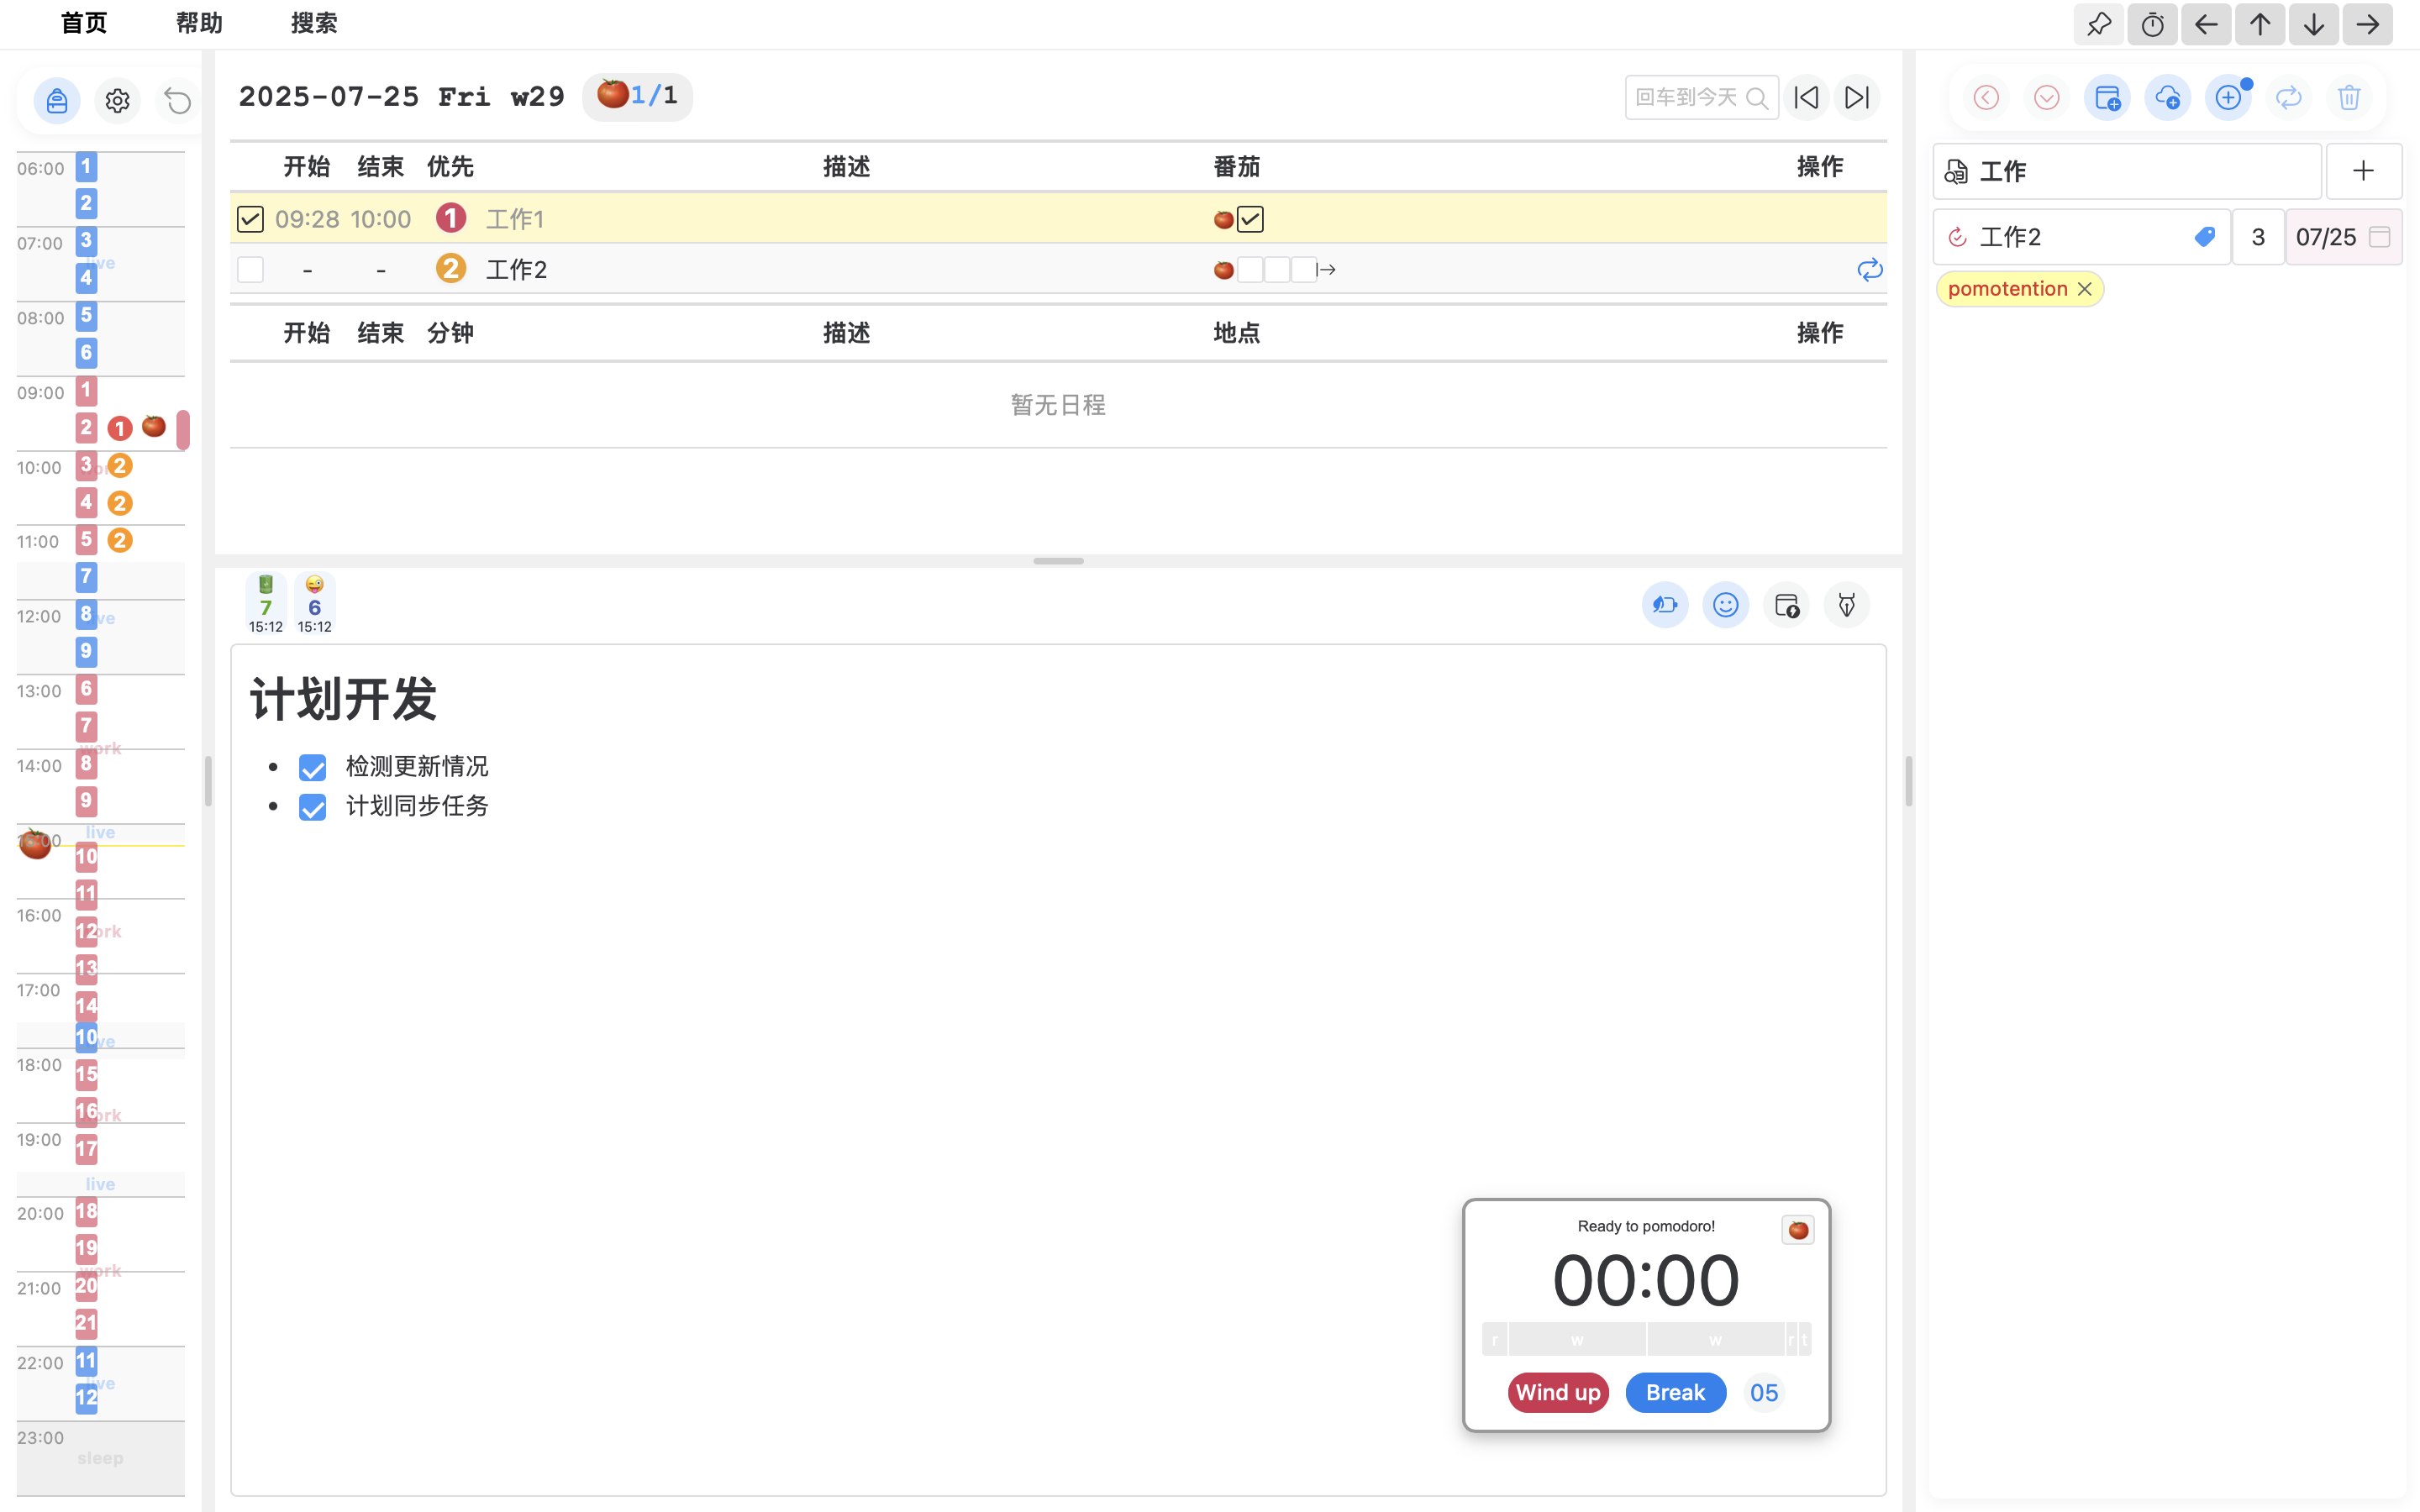 首页 帮助 搜索
2025-07-25 Fri w29 1/1
回车到今天
开始 结束 优先 描述 番茄 操作
09:28 10:00 1 工作1
- - 2 工作2
开始 结束 分钟 描述 地点 操作
暂无日程
06:00 1
2
07:00 3
live
4
08:00 5
6
09:00 1
2 1
10:00 3 2
4 2
11:00 5 2
7
12:00 8
9
13:00 6
7
work
14:00 8
9
live
10
11
16:00 12
13
17:00 14
10
18:00 15
16
19:00 17
live
20:00 18
19
work
21:00 20
21
22:00 11
live
12
23:00
sleep
7 6
15:12 15:12
计划开发
检测更新情况
计划同步任务
Ready to pomodoro!
00:00
r w w r t
Wind up Break 05
工作
工作2 3 07/25
pomotention